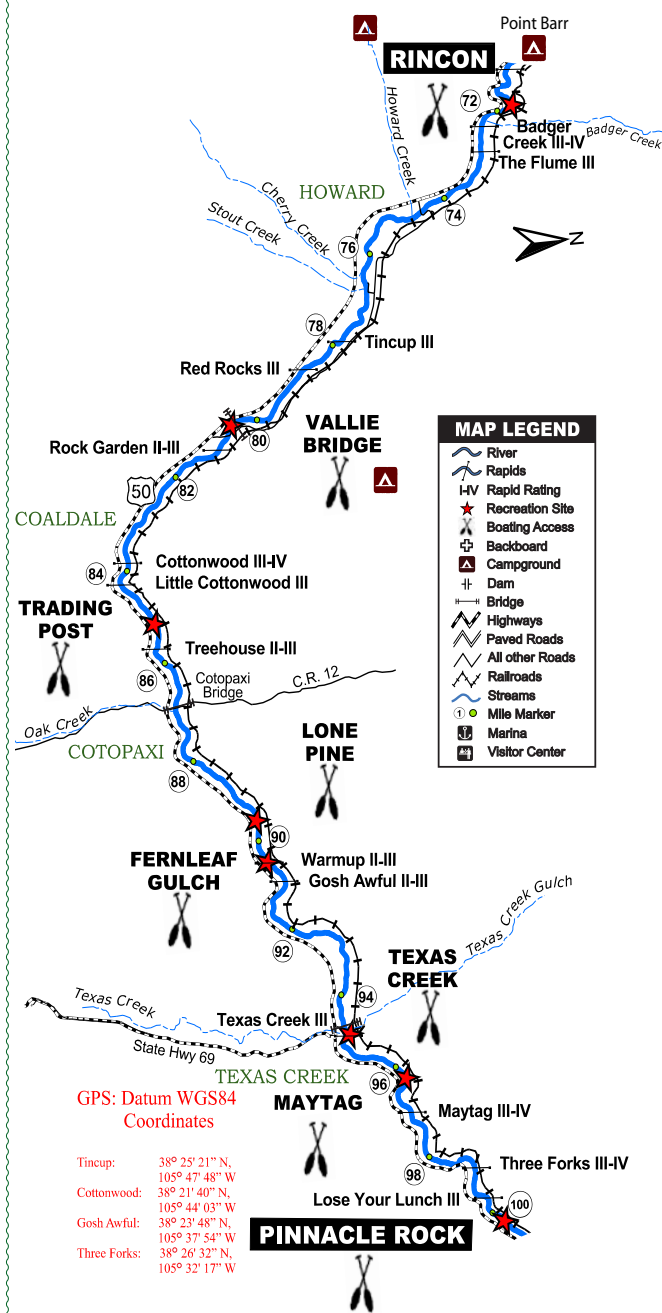 Point Barr
RINCON
Howard Creek
72
Badger
Creek III-IV
Badger Creek
The Flume III
HOWARD
74
Cherry Creek
Stout Creek
76
N
78
Tincup III
Red Rocks III
80
VALLIE
BRIDGE
Rock Garden II-III
50
82
COALDALE
Cottonwood III-IV
84
Little Cottonwood III
TRADING
POST
Treehouse II-III
86
Cotopaxi
Bridge
C.R. 12
Oak Creek
COTOPAXI
LONE
PINE
88
90
FERNLEAF
GULCH
Warmup II-III
Gosh Awful II-III
92
Texas Creek Gulch
TEXAS
CREEK
94
Texas Creek
Texas Creek III
State Hwy 69
TEXAS CREEK
96
MAYTAG
Maytag III-IV
98
Three Forks III-IV
Lose Your Lunch III
100
PINNACLE ROCK
MAP LEGEND
River
Rapids
I-IV Rapid Rating
Recreation Site
Boating Access
Backboard
Campground
Dam
Bridge
Highways
Paved Roads
All other Roads
Railroads
Streams
1 Mile Marker
Marina
Visitor Center
GPS: Datum WGS84
Coordinates
Tincup: 38° 25' 21" N,
105° 47' 48" W
Cottonwood: 38° 21' 40" N,
105° 44' 03" W
Gosh Awful: 38° 23' 48" N,
105° 37' 54" W
Three Forks: 38° 26' 32" N,
105° 32' 17" W